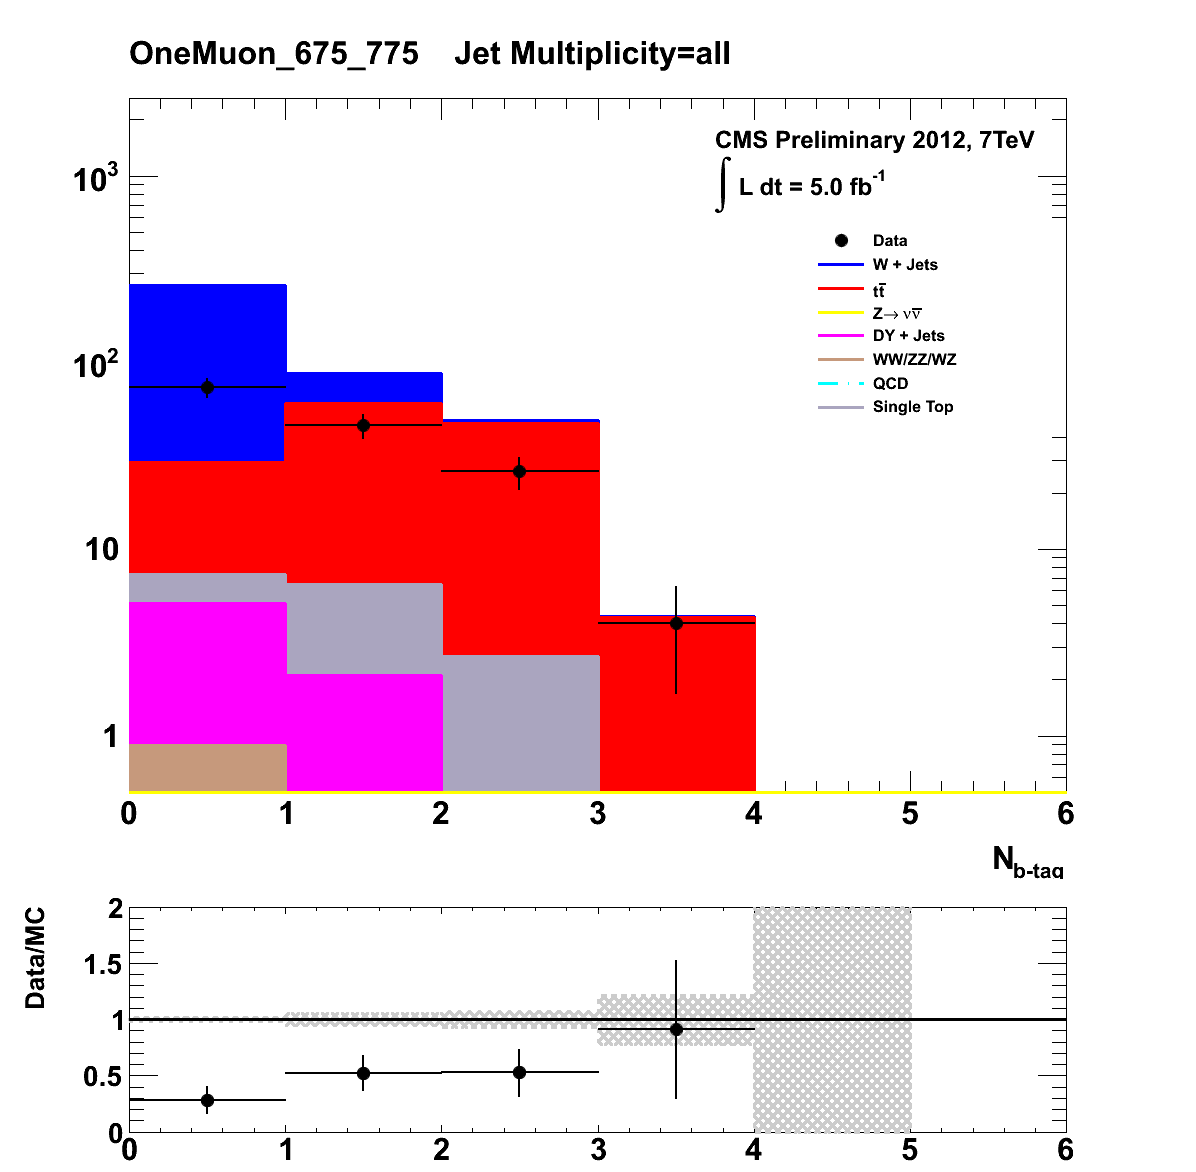 OneMuon_675_775 Jet Multiplicity=all
CMS Preliminary 2012, 7TeV
∫ L dt = 5.0 fb⁻¹
Data
W + Jets
tt̅
Z→ νν̅
DY + Jets
WW/ZZ/WZ
QCD
Single Top
10³
10²
10
1
0 1 2 3 4 5 6
N_b-tag
Data/MC
2
1.5
1
0.5
0
0 1 2 3 4 5 6